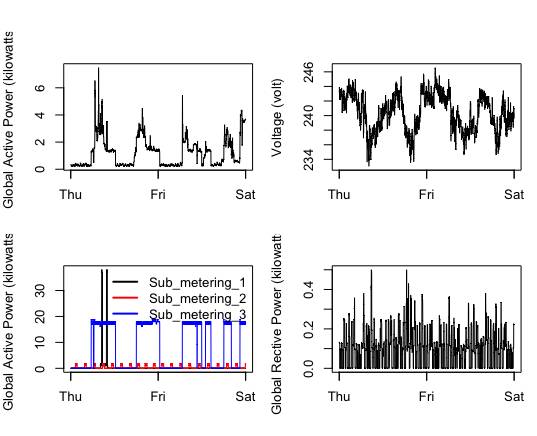 Global Active Power (kilowatts
0 2 4 6
Thu Fri Sat
Voltage (volt)
234 240 246
Thu Fri Sat
Global Active Power (kilowatts
0 10 20 30
Sub_metering_1
Sub_metering_2
Sub_metering_3
Thu Fri Sat
Global Rective Power (kilowatt
0.0 0.2 0.4
Thu Fri Sat